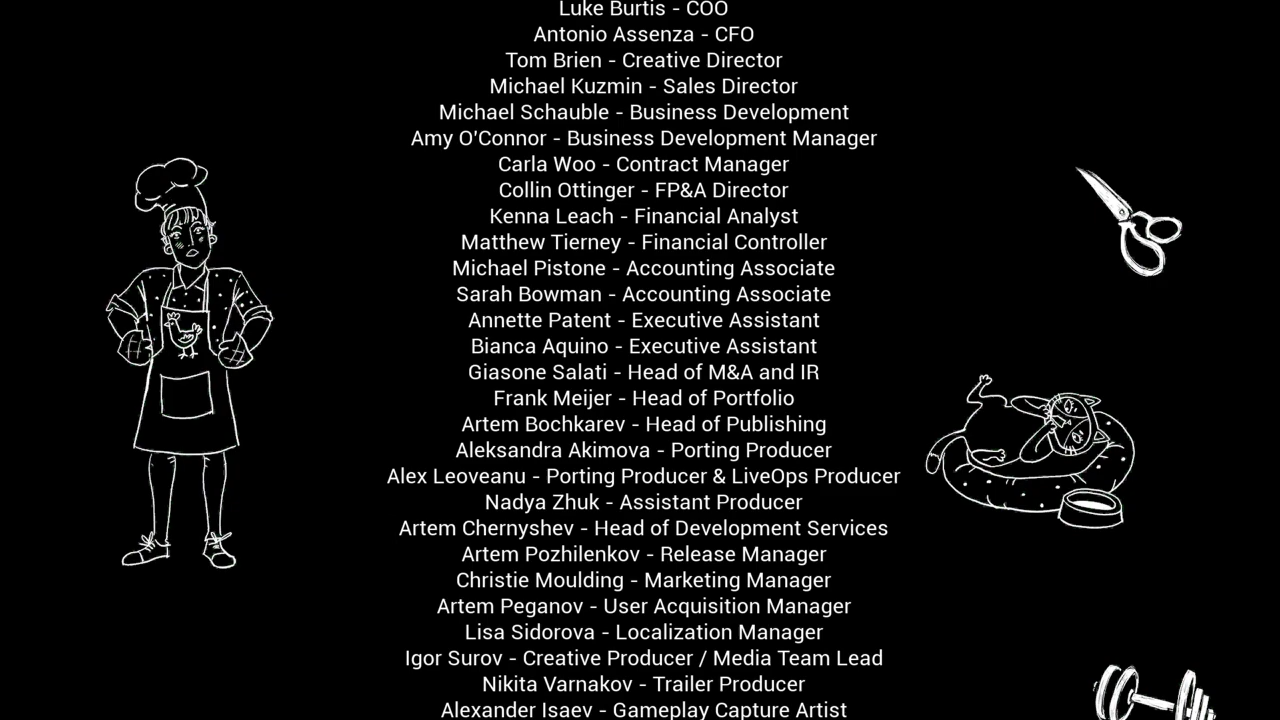 Luke Burtis - COO
Antonio Assenza - CFO
Tom Brien - Creative Director
Michael Kuzmin - Sales Director
Michael Schauble - Business Development
Amy O'Connor - Business Development Manager
Carla Woo - Contract Manager
Collin Ottinger - FP&A Director
Kenna Leach - Financial Analyst
Matthew Tierney - Financial Controller
Michael Pistone - Accounting Associate
Sarah Bowman - Accounting Associate
Annette Patent - Executive Assistant
Bianca Aquino - Executive Assistant
Giasone Salati - Head of M&A and IR
Frank Meijer - Head of Portfolio
Artem Bochkarev - Head of Publishing
Aleksandra Akimova - Porting Producer
Alex Leoveanu - Porting Producer & LiveOps Producer
Nadya Zhuk - Assistant Producer
Artem Chernyshev - Head of Development Services
Artem Pozhilenkov - Release Manager
Christie Moulding - Marketing Manager
Artem Peganov - User Acquisition Manager
Lisa Sidorova - Localization Manager
Igor Surov - Creative Producer / Media Team Lead
Nikita Varnakov - Trailer Producer
Alexander Isaev - Gameplay Capture Artist